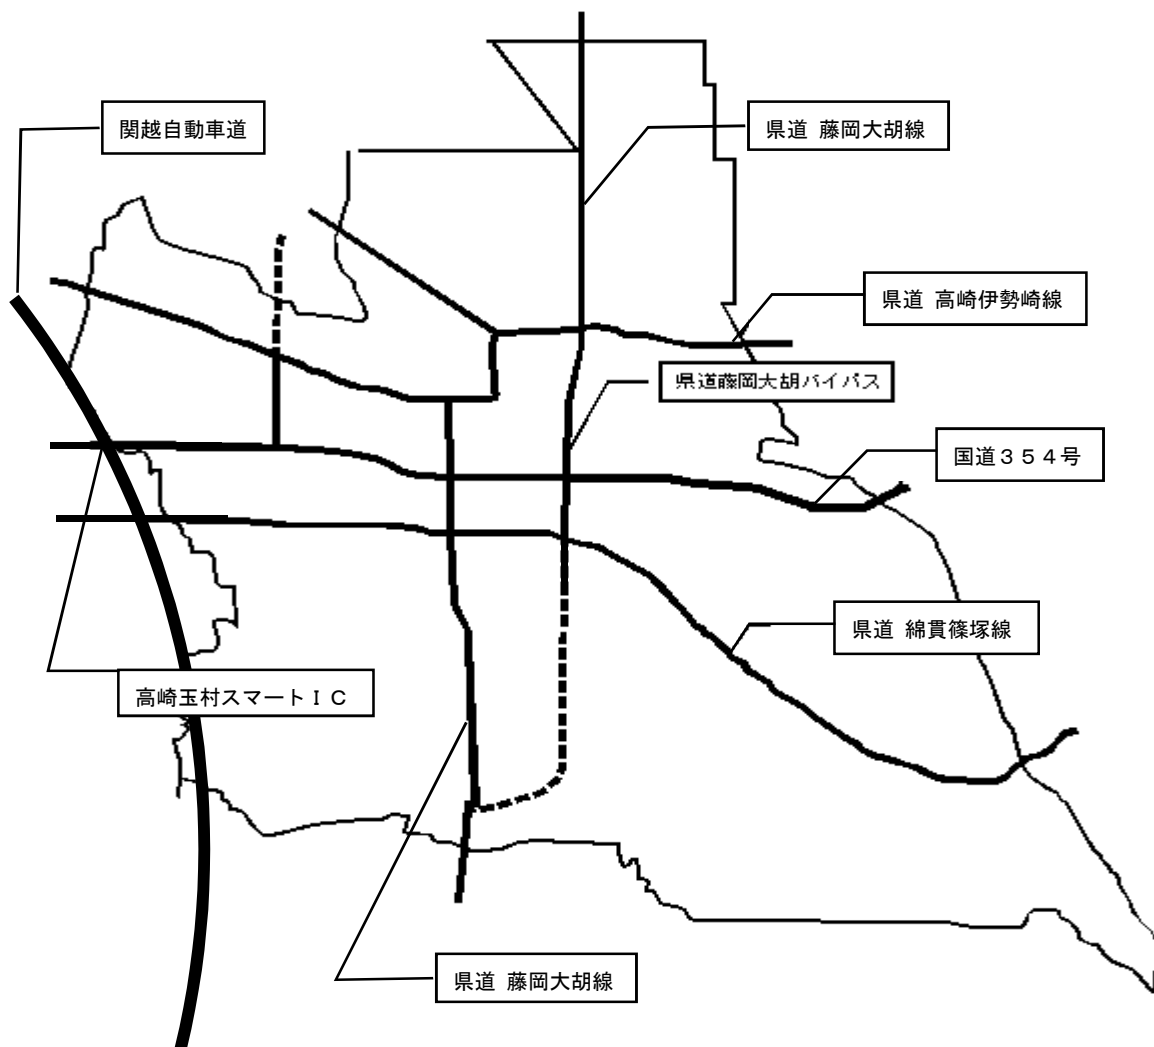 関越自動車道
県道 藤岡大胡線
県道 高崎伊勢崎線
県道藤岡大胡バイパス
国道３５４号
県道 綿貫篠塚線
高崎玉村スマートＩＣ
県道 藤岡大胡線